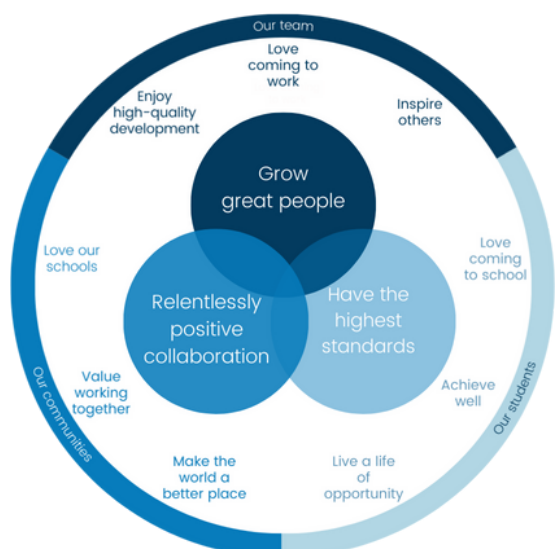 Our team
Love
coming to
work
Enjoy
high-quality
development
Inspire
others
Grow
great people
Love our
schools
Love
coming
to school
Relentlessly
positive
collaboration
Have the
highest
standards
Value
working
together
Achieve
well
Our communities
Our students
Make the
world a
better place
Live a life
of
opportunity